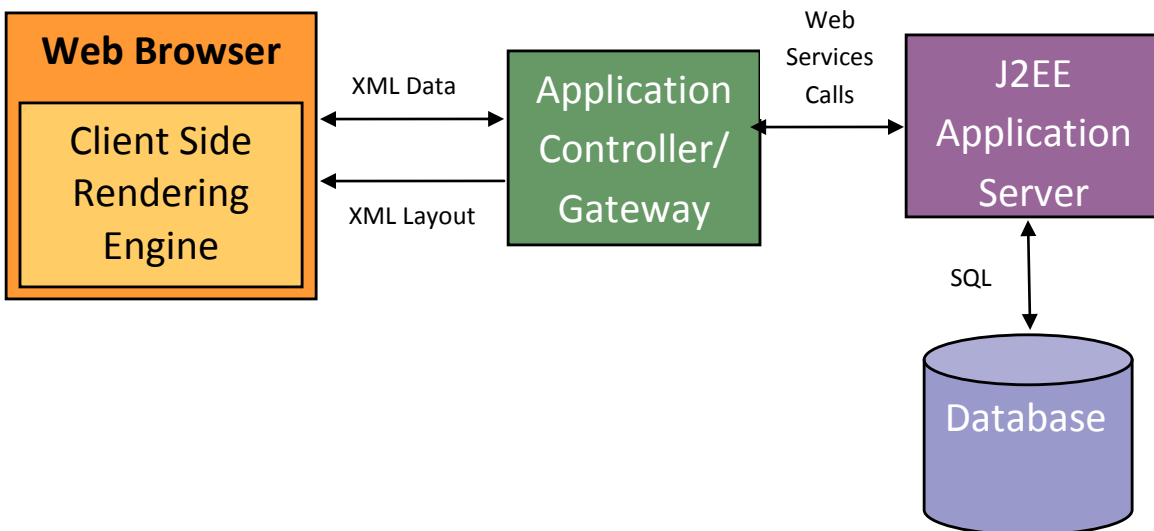 Web Browser
Client Side
Rendering
Engine
XML Data
XML Layout
Application
Controller/
Gateway
Web
Services
Calls
J2EE
Application
Server
SQL
Database